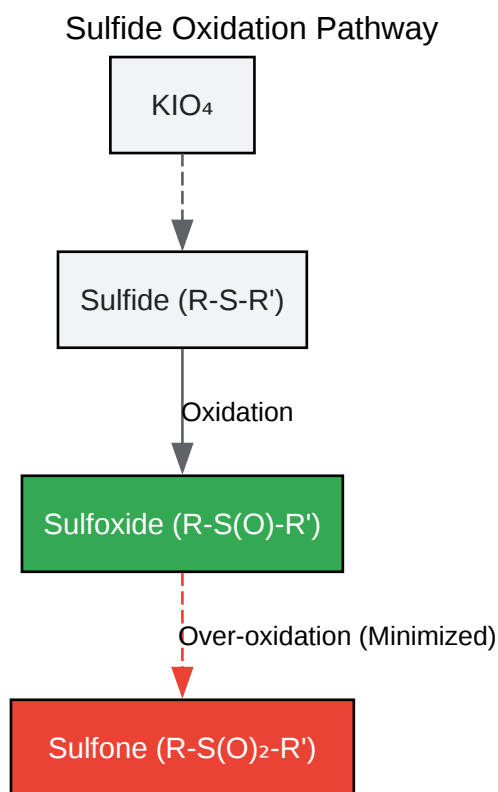 Sulfide Oxidation Pathway
KIO₄
Sulfide (R-S-R')
Oxidation
Sulfoxide (R-S(O)-R')
Over-oxidation (Minimized)
Sulfone (R-S(O)₂-R')